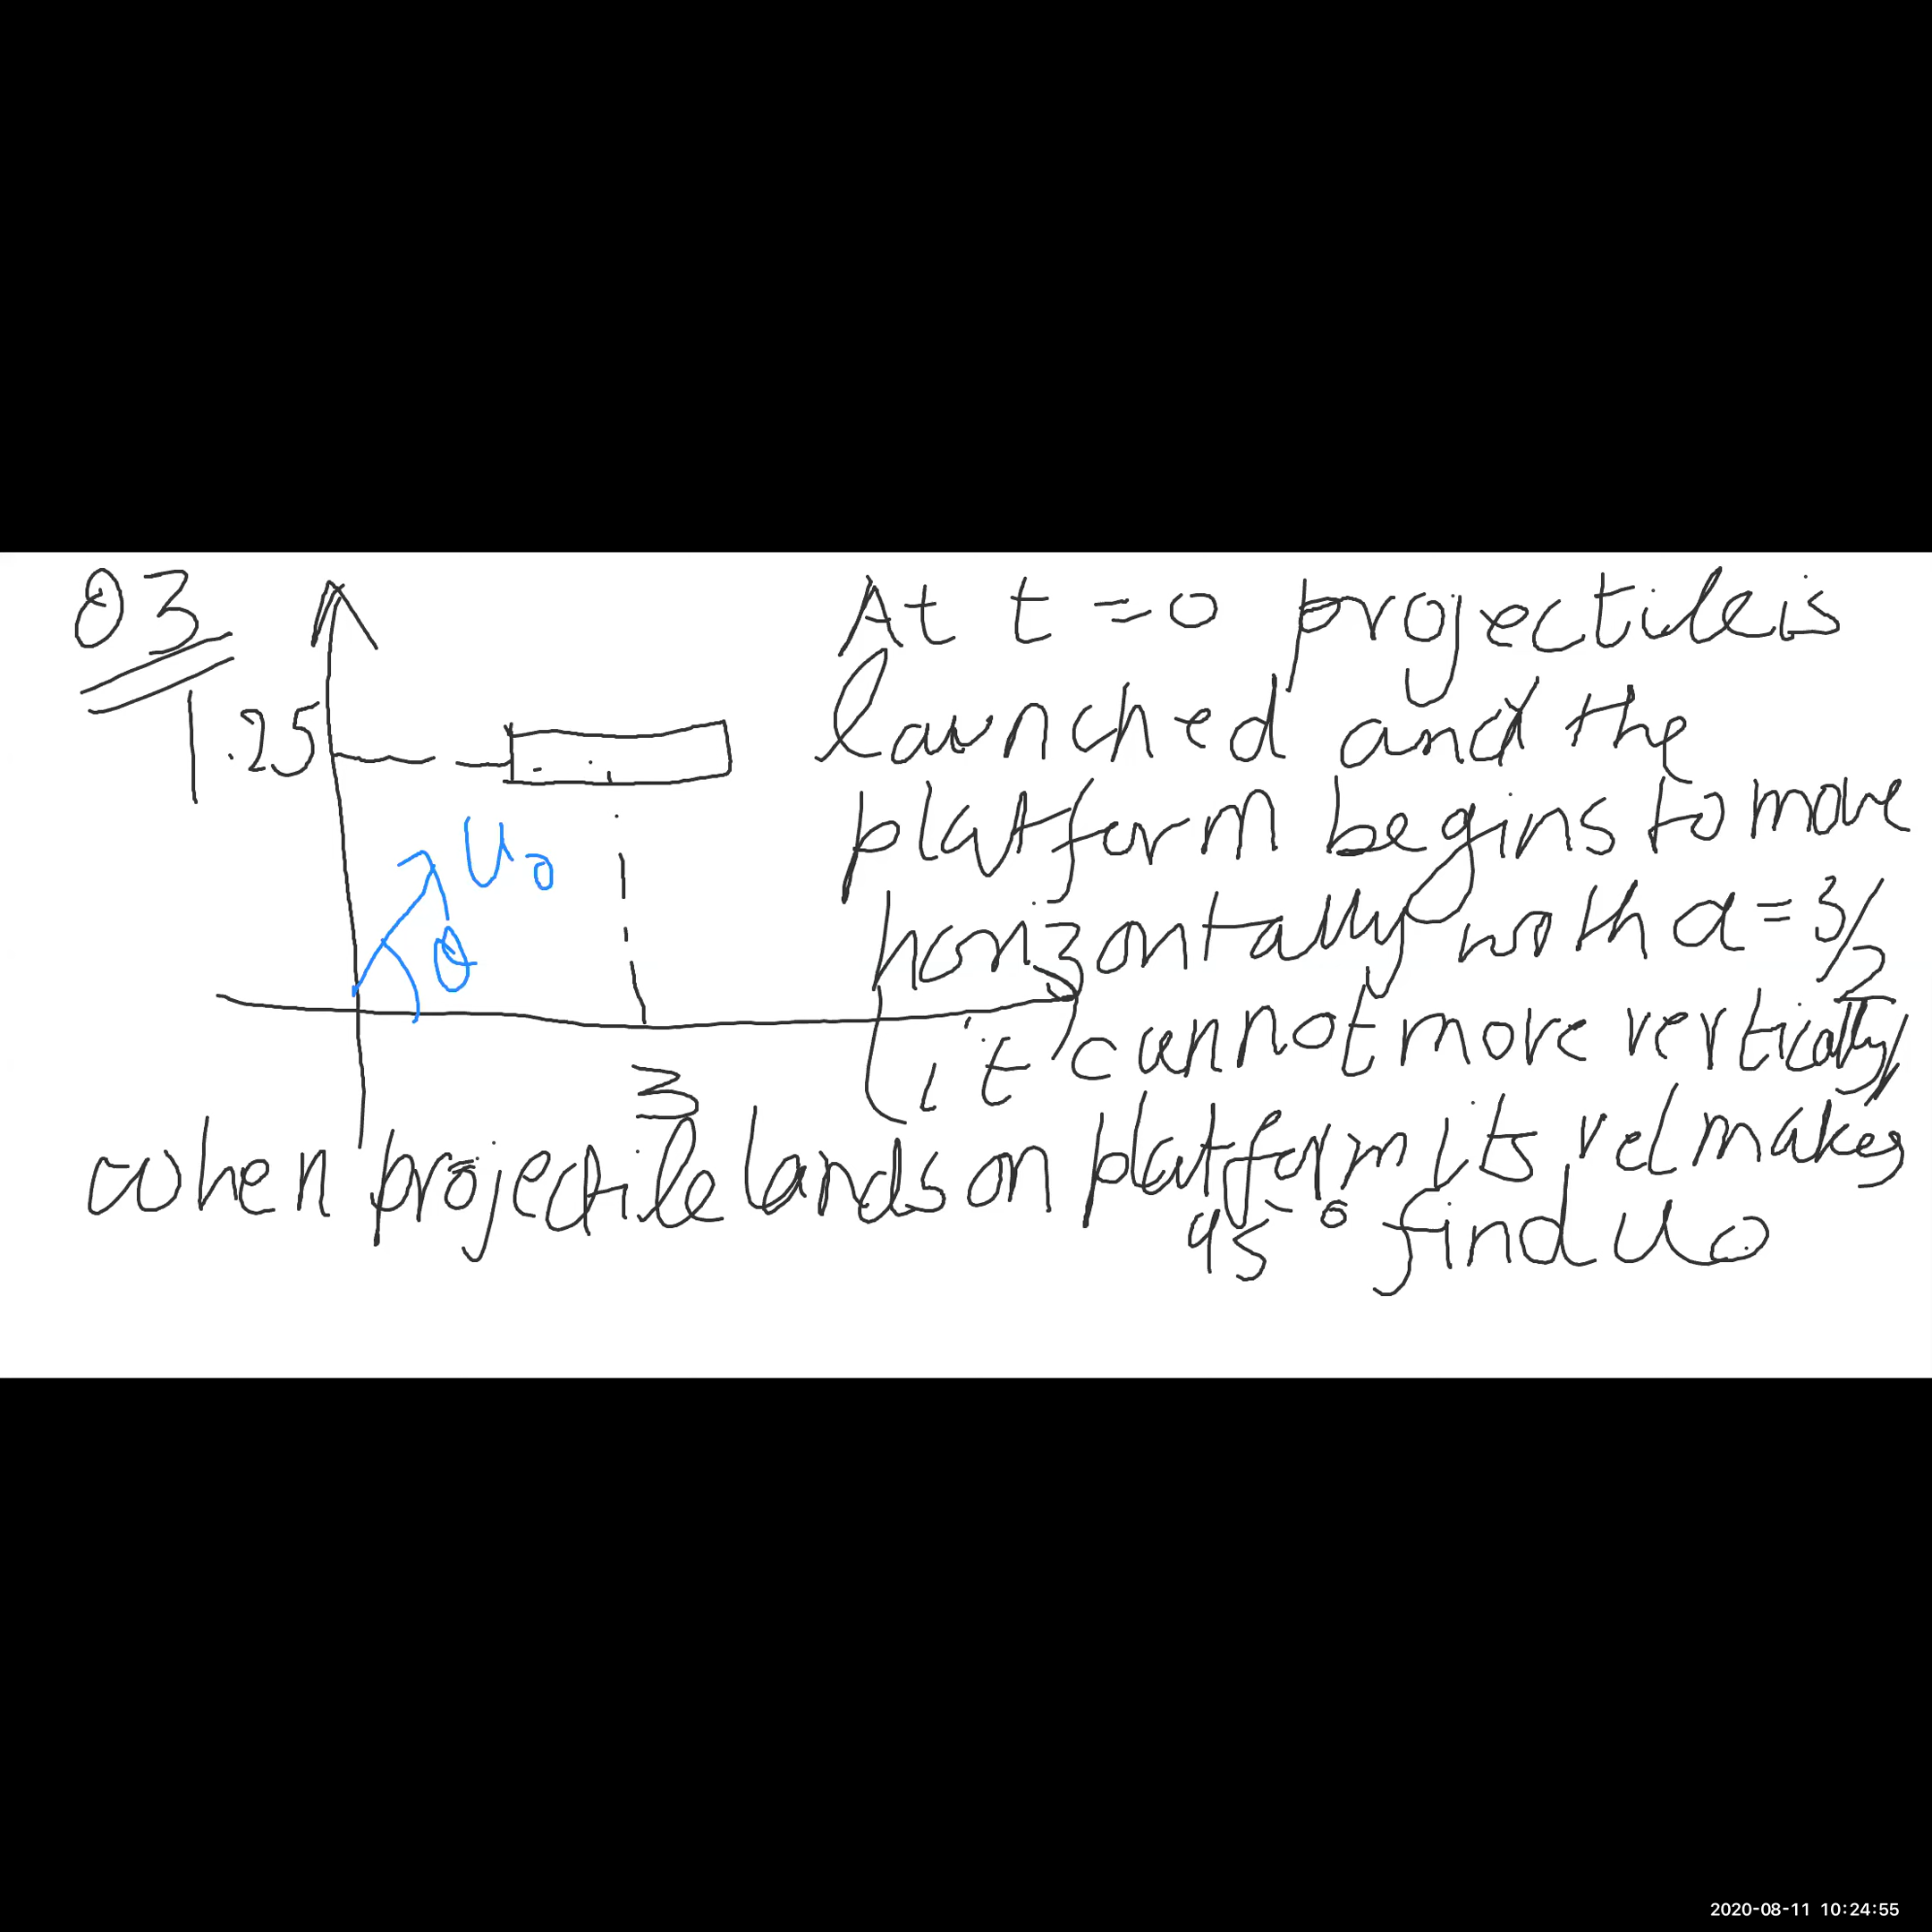 Q3
1.25
At t = 0 projectile is
launched and the
platform begins to move
horizontally with a = 3/2
u0
θ
(it cannot move vertically)
3
when projectile lands on platform its vel makes
45° find u0
2020-08-11 10:24:55